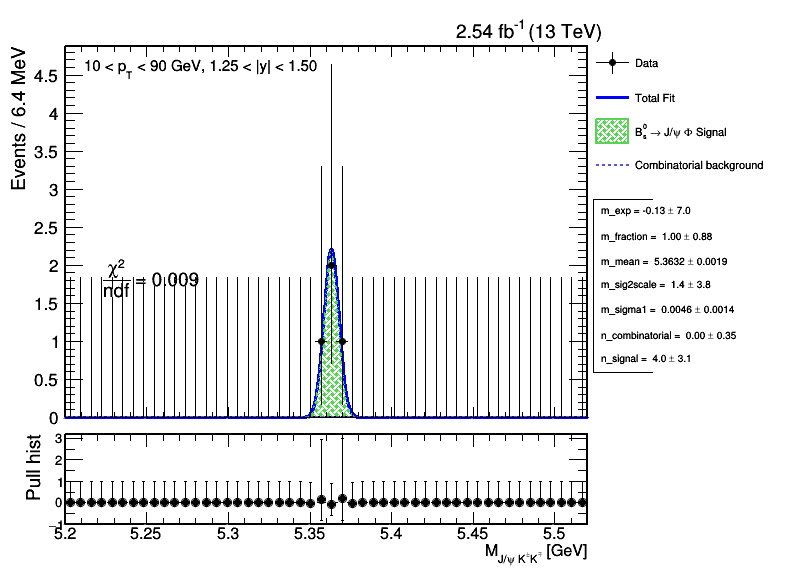 2.54 fb⁻¹ (13 TeV)
Events / 6.4 MeV
10 < p_T < 90 GeV, 1.25 < |y| < 1.50
4.5
4
3.5
3
2.5
2
1.5
1
0.5
0
χ²/ndf = 0.009
Data
Total Fit
B_s^0 → J/ψ Φ Signal
Combinatorial background
m_exp = -0.13 ± 7.0
m_fraction = 1.00 ± 0.88
m_mean = 5.3632 ± 0.0019
m_sig2scale = 1.4 ± 3.8
m_sigma1 = 0.0046 ± 0.0014
n_combinatorial = 0.00 ± 0.35
n_signal = 4.0 ± 3.1
Pull hist
3
2
1
0
-1
5.2 5.25 5.3 5.35 5.4 5.45 5.5
M_{J/ψ K^±K^∓} [GeV]